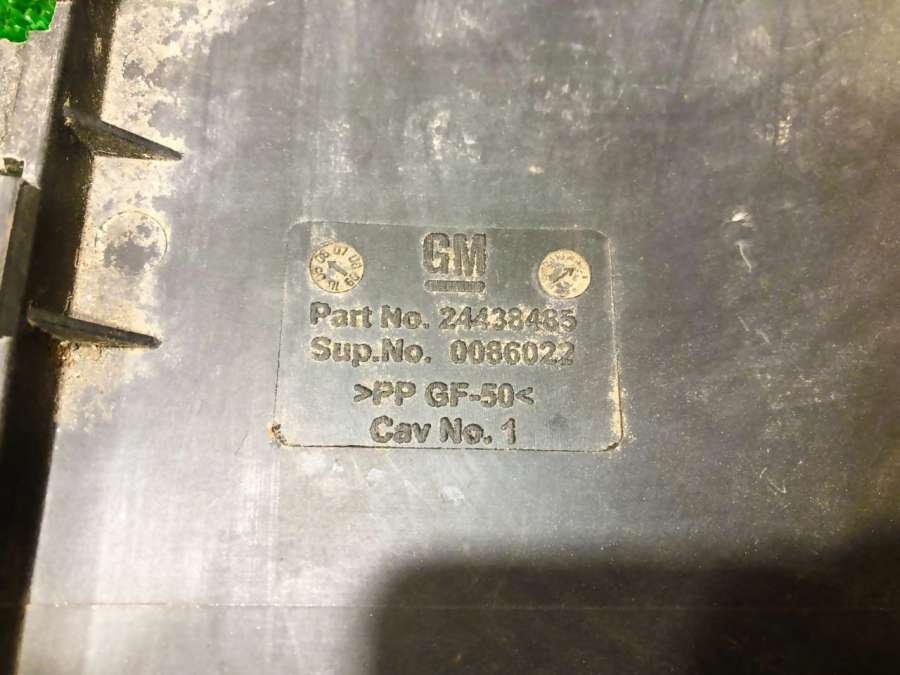 GM
Part No. 24438485
Sup.No. 0086022
>PP GF-50<
Cav No. 1